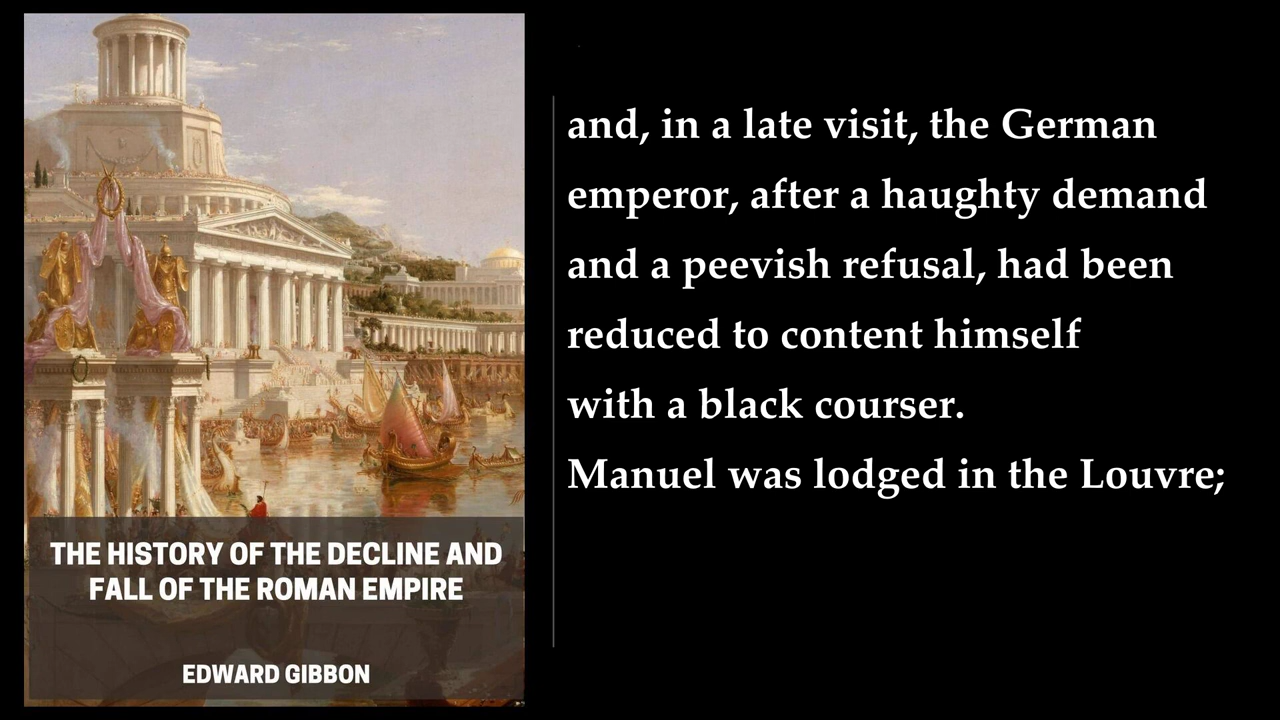 THE HISTORY OF THE DECLINE AND
FALL OF THE ROMAN EMPIRE
EDWARD GIBBON
and, in a late visit, the German
emperor, after a haughty demand
and a peevish refusal, had been
reduced to content himself
with a black courser.
Manuel was lodged in the Louvre;